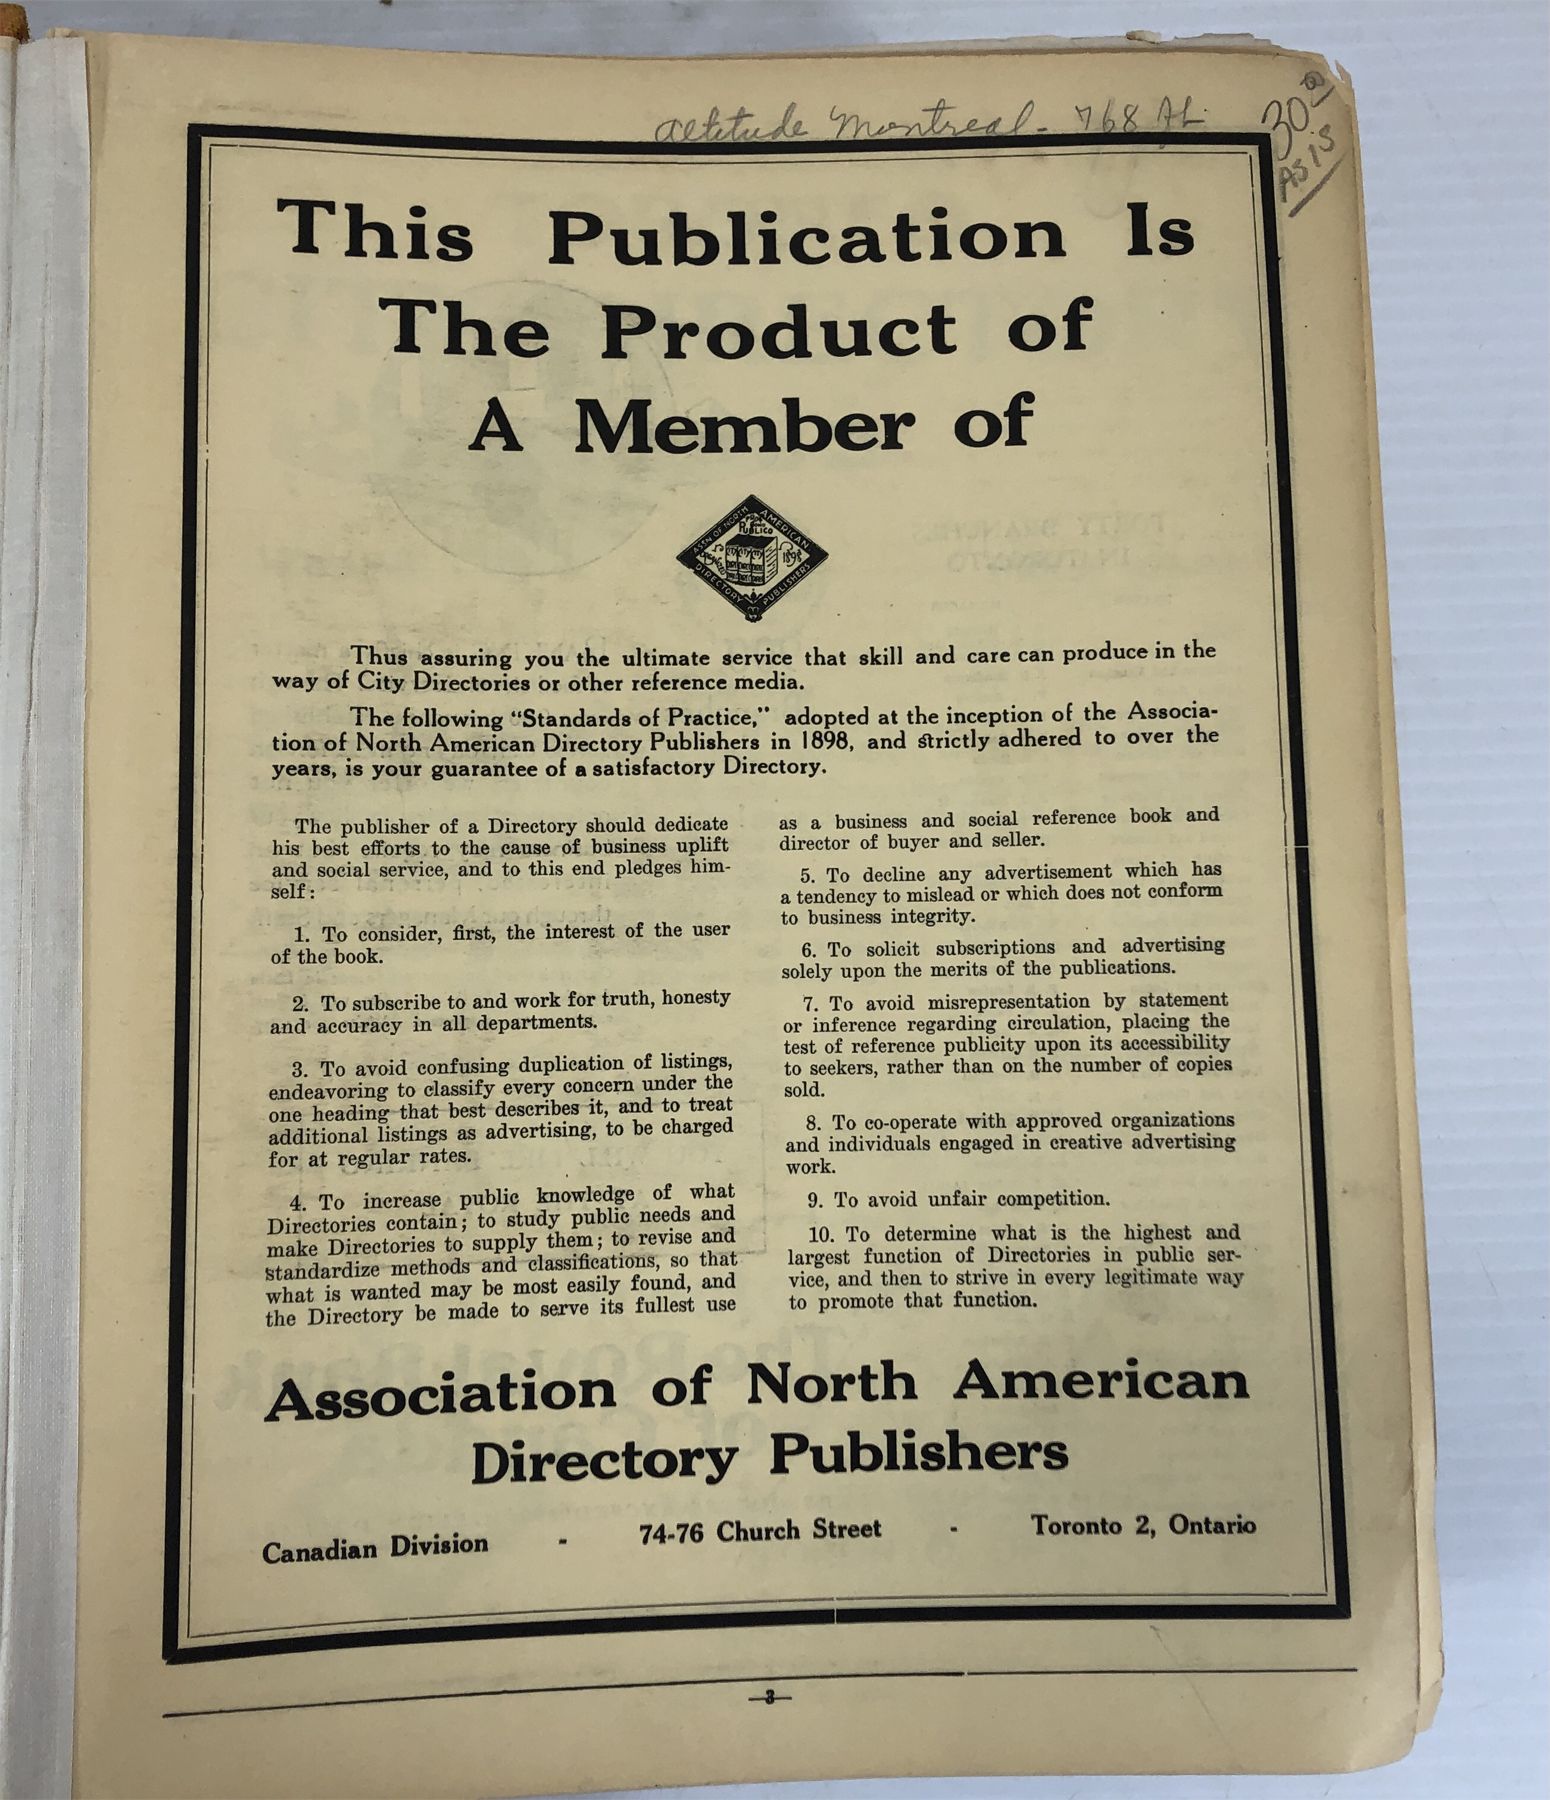 altitude Montreal - 768 ft.
30.00
AS IS
This Publication Is
The Product of
A Member of
ASSN OF NORTH AMERICAN
PRO BONO
PUBLICO
ORGANIZED 1898
DIRECTORY PUBLISHERS
Thus assuring you the ultimate service that skill and care can produce in the
way of City Directories or other reference media.
The following "Standards of Practice," adopted at the inception of the Associa-
tion of North American Directory Publishers in 1898, and strictly adhered to over the
years, is your guarantee of a satisfactory Directory.
The publisher of a Directory should dedicate
his best efforts to the cause of business uplift
and social service, and to this end pledges him-
self:
1. To consider, first, the interest of the user
of the book.
2. To subscribe to and work for truth, honesty
and accuracy in all departments.
3. To avoid confusing duplication of listings,
endeavoring to classify every concern under the
one heading that best describes it, and to treat
additional listings as advertising, to be charged
for at regular rates.
4. To increase public knowledge of what
Directories contain; to study public needs and
make Directories to supply them; to revise and
standardize methods and classifications, so that
what is wanted may be most easily found, and
the Directory be made to serve its fullest use
as a business and social reference book and
director of buyer and seller.
5. To decline any advertisement which has
a tendency to mislead or which does not conform
to business integrity.
6. To solicit subscriptions and advertising
solely upon the merits of the publications.
7. To avoid misrepresentation by statement
or inference regarding circulation, placing the
test of reference publicity upon its accessibility
to seekers, rather than on the number of copies
sold.
8. To co-operate with approved organizations
and individuals engaged in creative advertising
work.
9. To avoid unfair competition.
10. To determine what is the highest and
largest function of Directories in public ser-
vice, and then to strive in every legitimate way
to promote that function.
Association of North American
Directory Publishers
Canadian Division - 74-76 Church Street - Toronto 2, Ontario
—3—